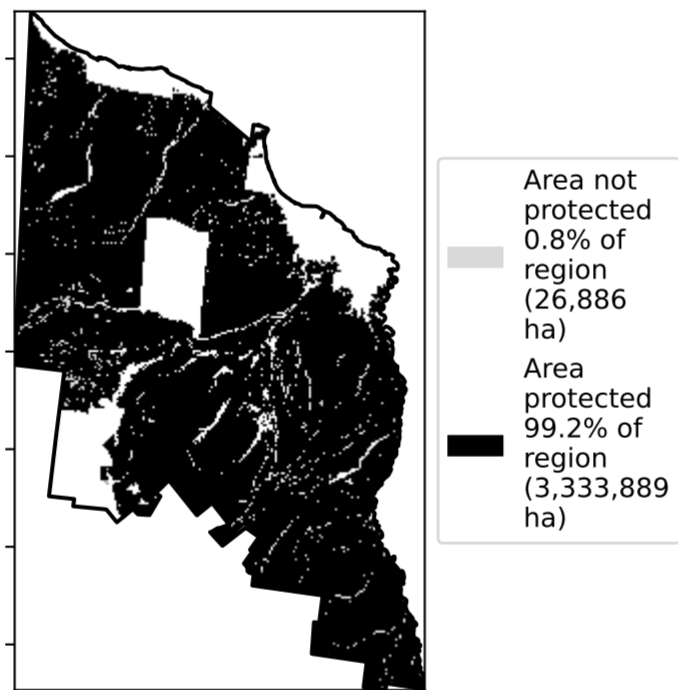 Area not
protected
0.8% of
region
(26,886
ha)
Area
protected
99.2% of
region
(3,333,889
ha)